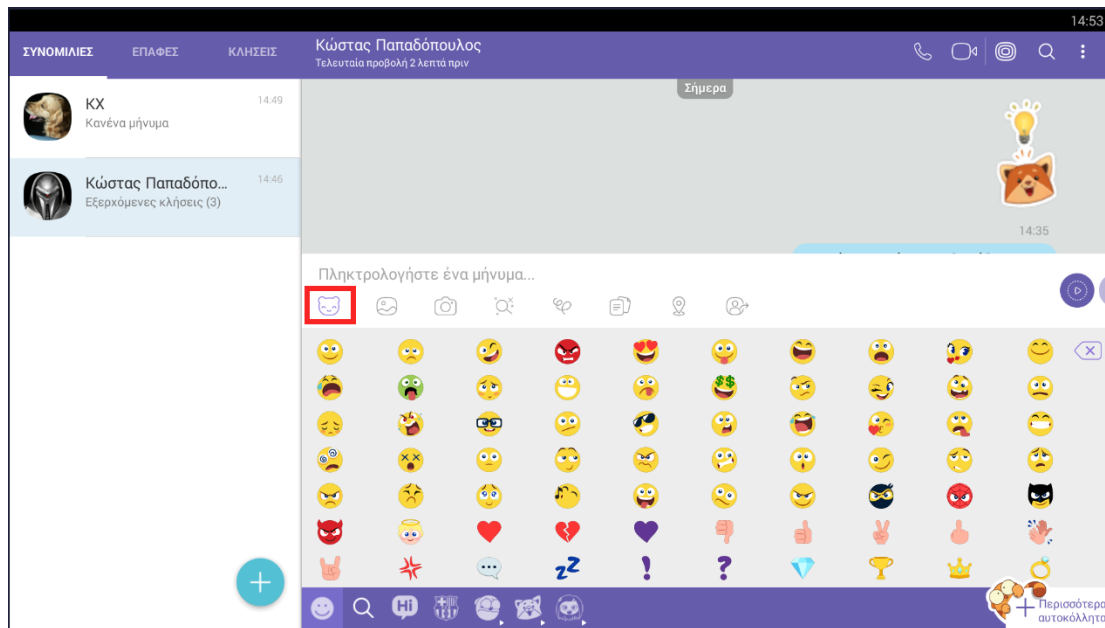 14:53
ΣΥΝΟΜΙΛΙΕΣ ΕΠΑΦΕΣ ΚΛΗΣΕΙΣ
Κώστας Παπαδόπουλος
Τελευταία προβολή 2 λεπτά πριν
Σήμερα
KX 14:49
Κανένα μήνυμα
Κώστας Παπαδόπο... 14:46
Εξερχόμενες κλήσεις (3)
14:35
Πληκτρολογήστε ένα μήνυμα...
Hi
Περισσότερα
αυτοκόλλητα